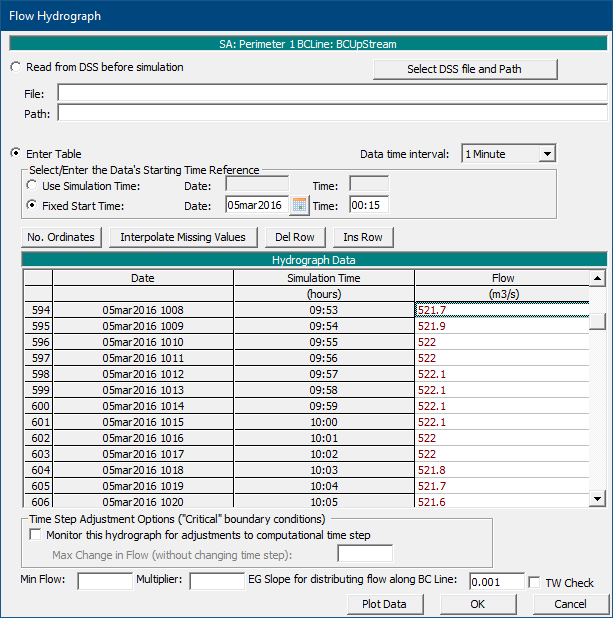 Flow Hydrograph
SA: Perimeter 1 BCLine: BCUpStream
Read from DSS before simulation
Select DSS file and Path
File:
Path:
Enter Table
Data time interval:
1 Minute
Select/Enter the Data's Starting Time Reference
Use Simulation Time:
Date:
Time:
Fixed Start Time:
Date:
05mar2016
Time:
00:15
No. Ordinates
Interpolate Missing Values
Del Row
Ins Row
Hydrograph Data
Date Simulation Time Flow
(hours) (m3/s)
594 05mar2016 1008 09:53 521.7
595 05mar2016 1009 09:54 521.9
596 05mar2016 1010 09:55 522
597 05mar2016 1011 09:56 522
598 05mar2016 1012 09:57 522.1
599 05mar2016 1013 09:58 522.1
600 05mar2016 1014 09:59 522.1
601 05mar2016 1015 10:00 522.1
602 05mar2016 1016 10:01 522
603 05mar2016 1017 10:02 522
604 05mar2016 1018 10:03 521.8
605 05mar2016 1019 10:04 521.7
606 05mar2016 1020 10:05 521.6
Time Step Adjustment Options ("Critical" boundary conditions)
Monitor this hydrograph for adjustments to computational time step
Max Change in Flow (without changing time step):
Min Flow:
Multiplier:
EG Slope for distributing flow along BC Line:
0.001
TW Check
Plot Data
OK
Cancel